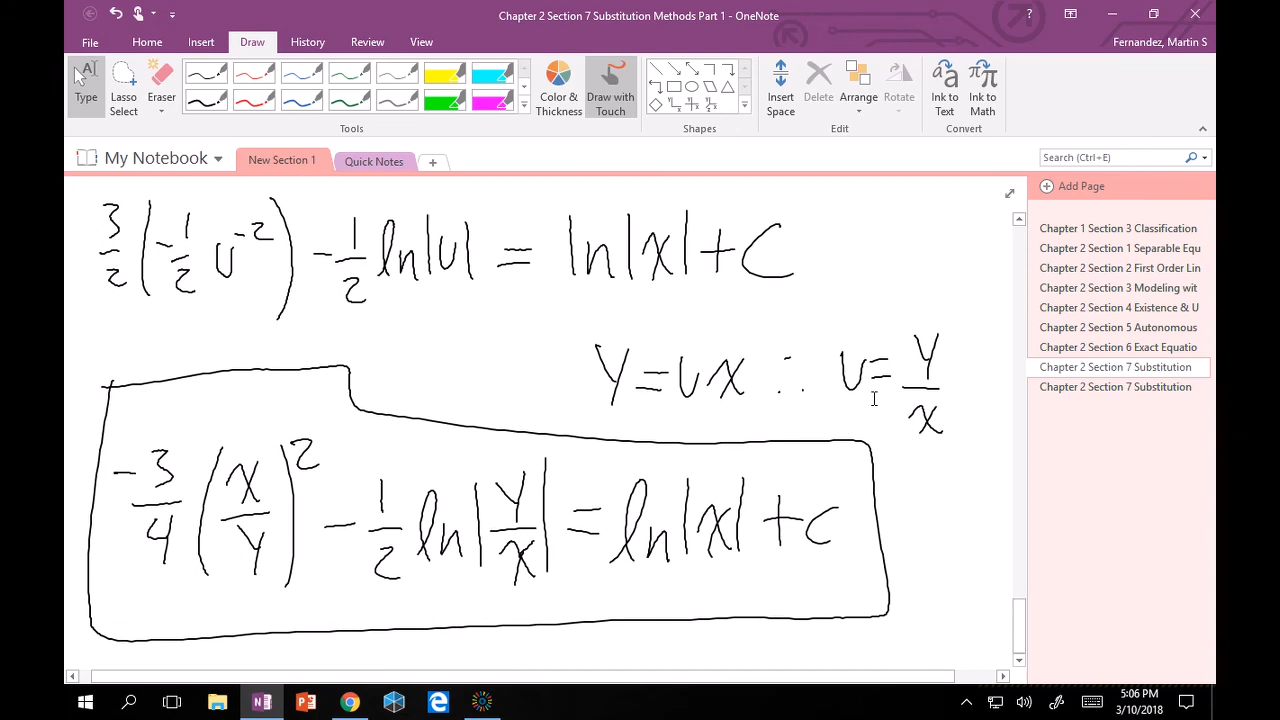 Chapter 2 Section 7 Substitution Methods Part 1 - OneNote
?
File Home Insert Draw History Review View
Fernandez, Martin S
Type
Lasso Select
Eraser
Color & Thickness
Draw with Touch
Insert Space
Delete
Arrange
Rotate
Ink to Text
Ink to Math
Tools
Shapes
Edit
Convert
My Notebook
New Section 1
Quick Notes
Search (Ctrl+E)
Add Page
Chapter 1 Section 3 Classification
Chapter 2 Section 1 Separable Equ
Chapter 2 Section 2 First Order Lin
Chapter 2 Section 3 Modeling wit
Chapter 2 Section 4 Existence & U
Chapter 2 Section 5 Autonomous
Chapter 2 Section 6 Exact Equatio
Chapter 2 Section 7 Substitution
Chapter 2 Section 7 Substitution
3/2 (-1/2 v^-2) - 1/2 ln|v| = ln|x| + C
Y = vx ∴ v = Y/x
-3/4 (x/Y)^2 - 1/2 ln|Y/x| = ln|x| + c
5:06 PM
3/10/2018